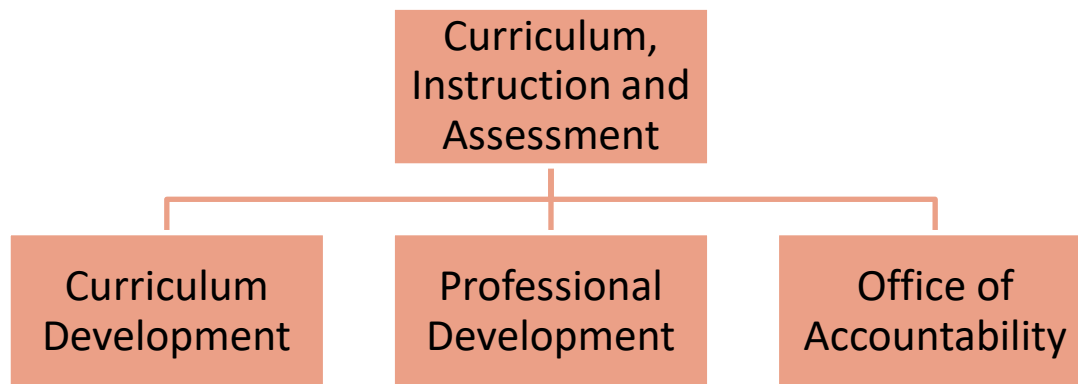 Curriculum,
Instruction and
Assessment
Curriculum
Development
Professional
Development
Office of
Accountability